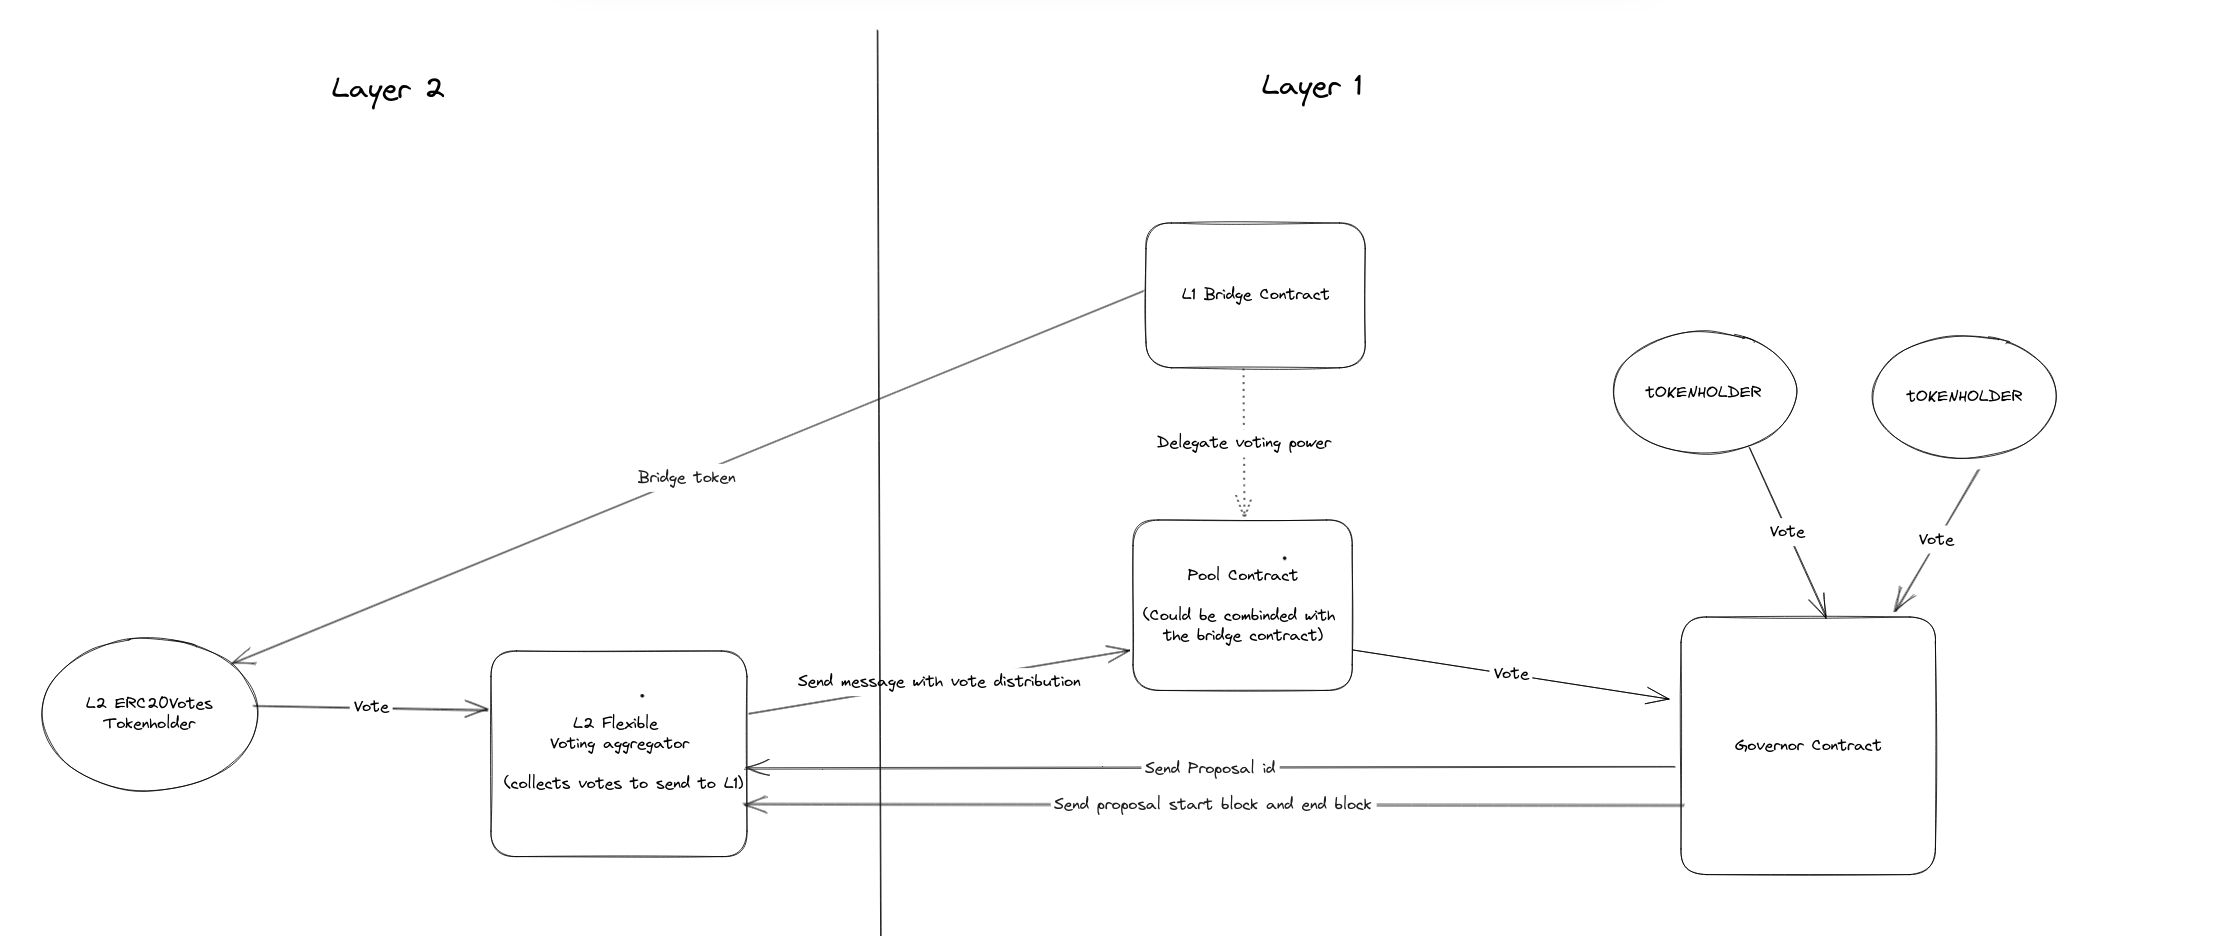 Layer 2
Layer 1
L1 Bridge Contract
tOKENHOLDER
tOKENHOLDER
Delegate voting power
Bridge token
Vote
Vote
Pool Contract
(Could be combinded with
the bridge contract)
L2 ERC20Votes
Tokenholder
Vote
L2 Flexible
Voting aggregator
(collects votes to send to L1)
Send message with vote distribution
Vote
Governor Contract
Send Proposal id
Send proposal start block and end block